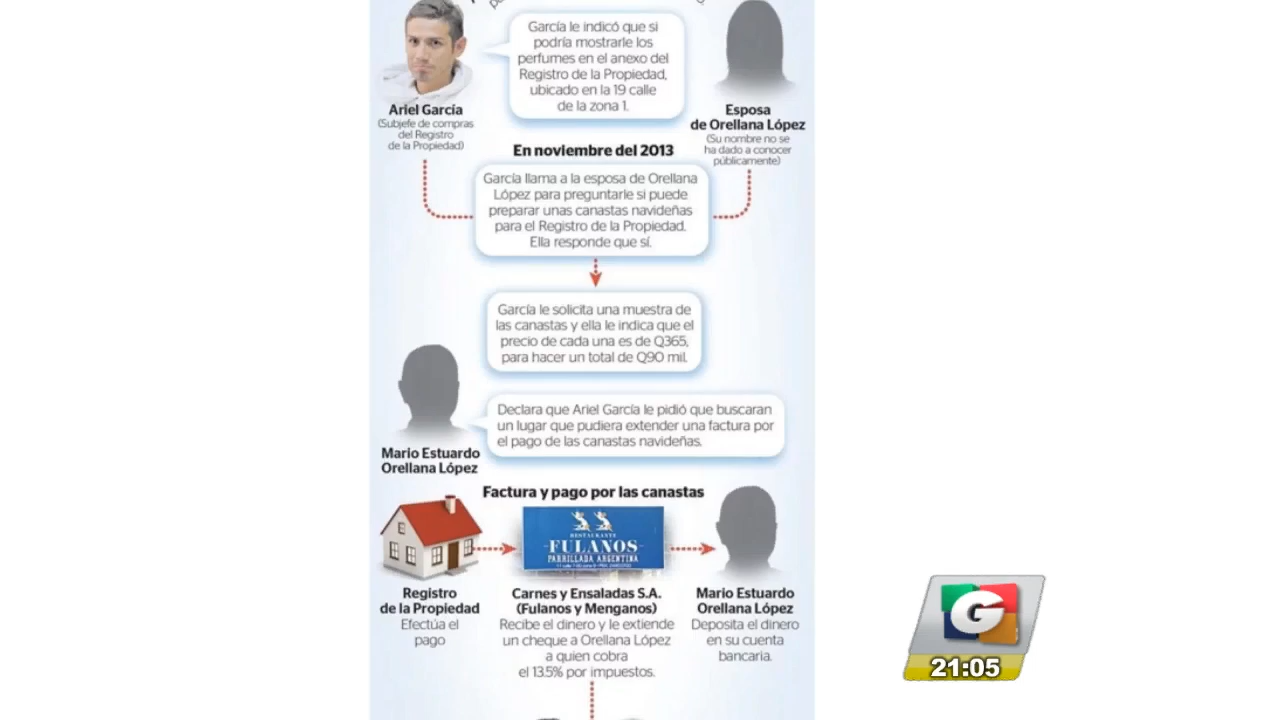 García le indicó que si
podría mostrarle los
perfumes en el anexo del
Registro de la Propiedad,
ubicado en la 19 calle
de la zona 1.
Ariel García
(Subjefe de compras
del Registro
de la Propiedad)
Esposa
de Orellana López
(Su nombre no se
ha dado a conocer
públicamente)
En noviembre del 2013
García llama a la esposa de Orellana
López para preguntarle si puede
preparar unas canastas navideñas
para el Registro de la Propiedad.
Ella responde que sí.
García le solicita una muestra de
las canastas y ella le indica que el
precio de cada una es de Q365,
para hacer un total de Q90 mil.
Mario Estuardo
Orellana López
Declara que Ariel García le pidió que buscaran
un lugar que pudiera extender una factura por
el pago de las canastas navideñas.
Factura y pago por las canastas
RESTAURANTE
FULANOS
PARRILLADA ARGENTINA
Registro
de la Propiedad
Efectúa el
pago
Carnes y Ensaladas S.A.
(Fulanos y Menganos)
Recibe el dinero y le extiende
un cheque a Orellana López
a quien cobra
el 13.5% por impuestos.
Mario Estuardo
Orellana López
Deposita el dinero
en su cuenta
bancaria.
G
21:05